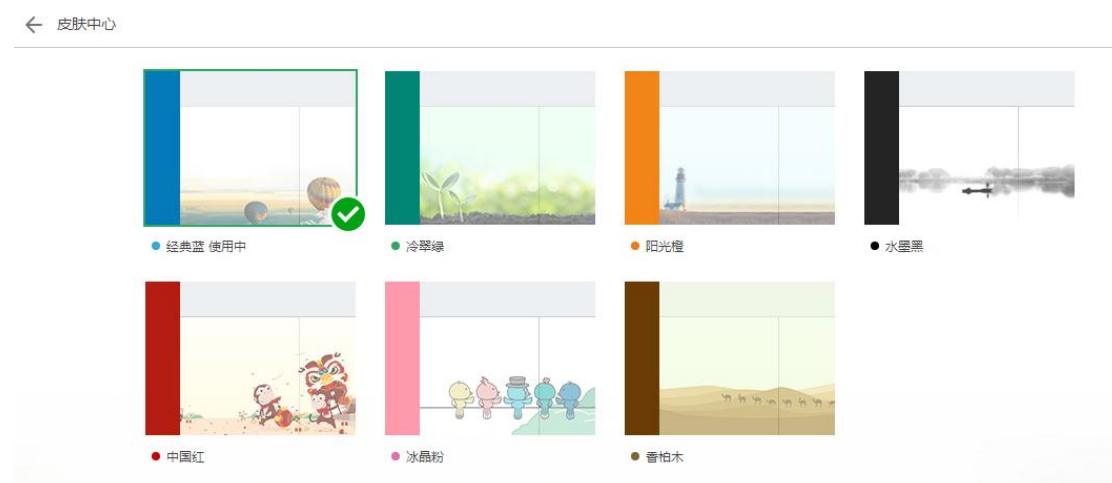 皮肤中心
经典蓝 使用中
冷翠绿
阳光橙
水墨黑
中国红
冰晶粉
香柏木